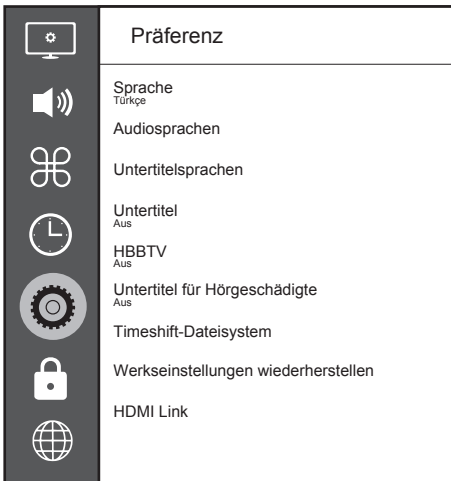 Präferenz
Sprache
Türkçe
Audiosprachen
Untertitelsprachen
Untertitel
Aus
HBBTV
Aus
Untertitel für Hörgeschädigte
Aus
Timeshift-Dateisystem
Werkseinstellungen wiederherstellen
HDMI Link